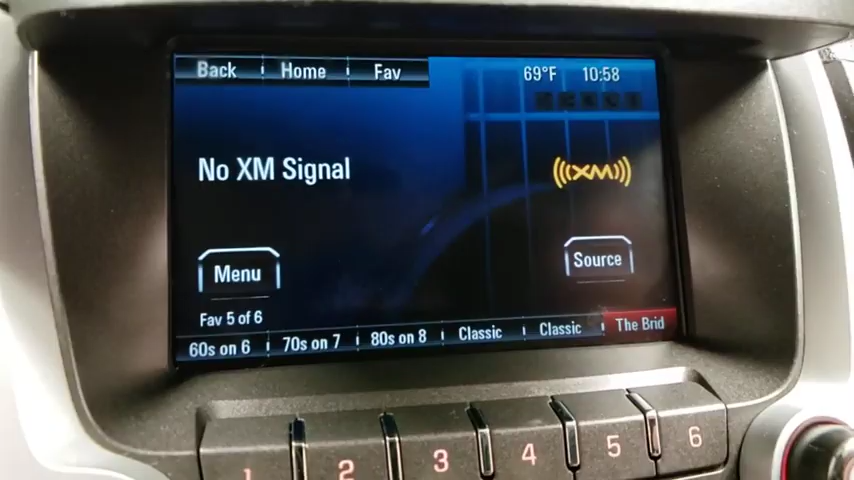 Back Home Fav 69°F 10:58
No XM Signal (((XM)))
Menu Source
Fav 5 of 6
60s on 6 70s on 7 80s on 8 Classic Classic The Brid
1 2 3 4 5 6